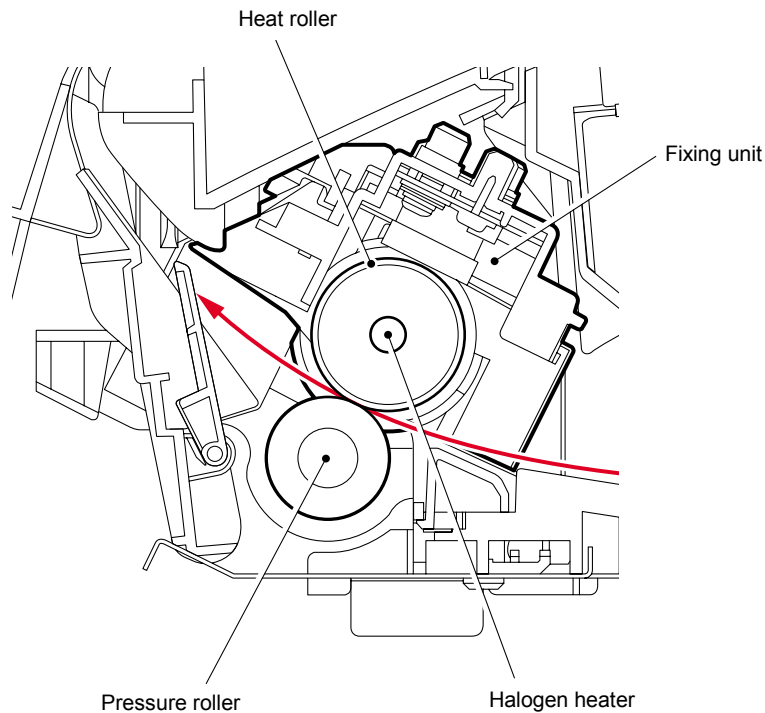 Heat roller
Fixing unit
Pressure roller
Halogen heater